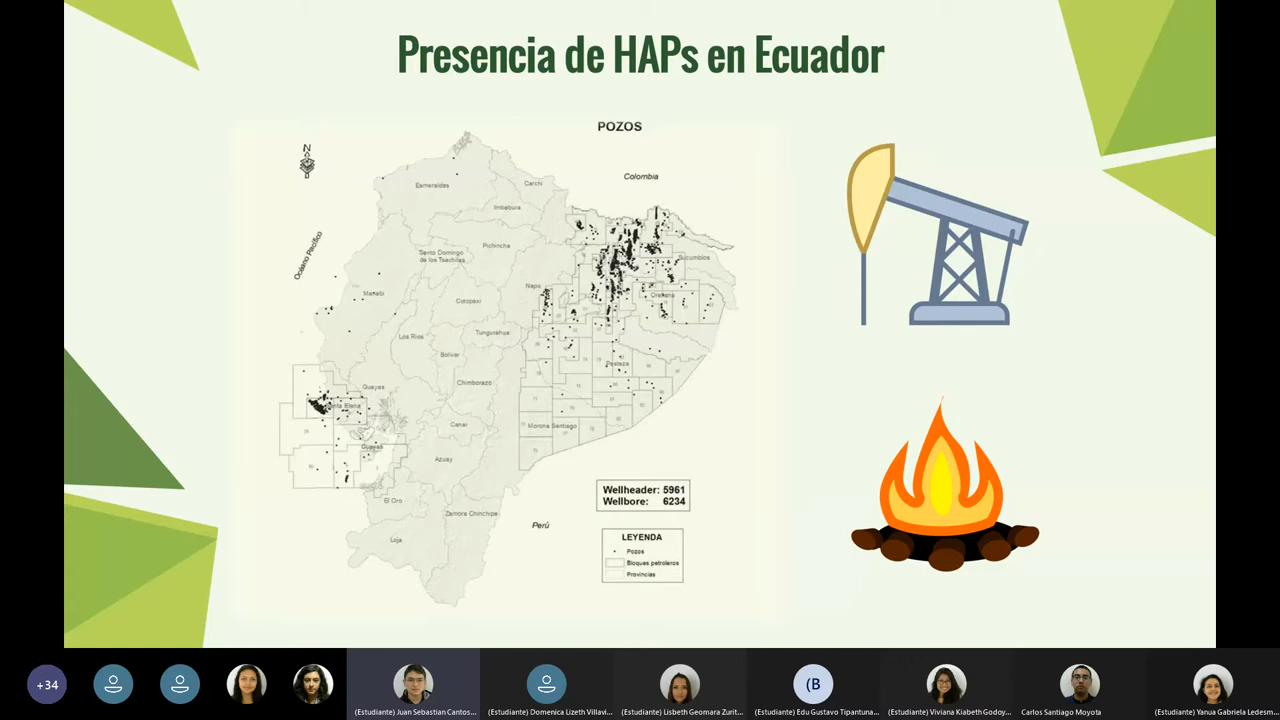 Presencia de HAPs en Ecuador
POZOS
N
Colombia
Esmeraldas
Carchi
Imbabura
Océano Pacífico
Pichincha
Santo Domingo
de los Tsachilas
Sucumbios
Napo
Orellana
Manabi
Cotopaxi
Los Rios
Tungurahua
Bolivar
Pastaza
Chimborazo
Guayas
Santa Elena
Cañar
Morona Santiago
Guayas
Azuay
El Oro
Zamora Chinchipe
Perú
Loja
Wellheader: 5961
Wellbore: 6234
LEYENDA
Pozos
Bloques petroleros
Provincias
+34
(B
(Estudiante) Juan Sebastian Cantos...
(Estudiante) Domenica Lizeth Villavi...
(Estudiante) Lisbeth Geomara Zurit...
(Estudiante) Edu Gustavo Tipantuna...
(Estudiante) Viviana Kiabeth Godoy...
Carlos Santiago Moyota
(Estudiante) Yanua Gabriela Ledesm...